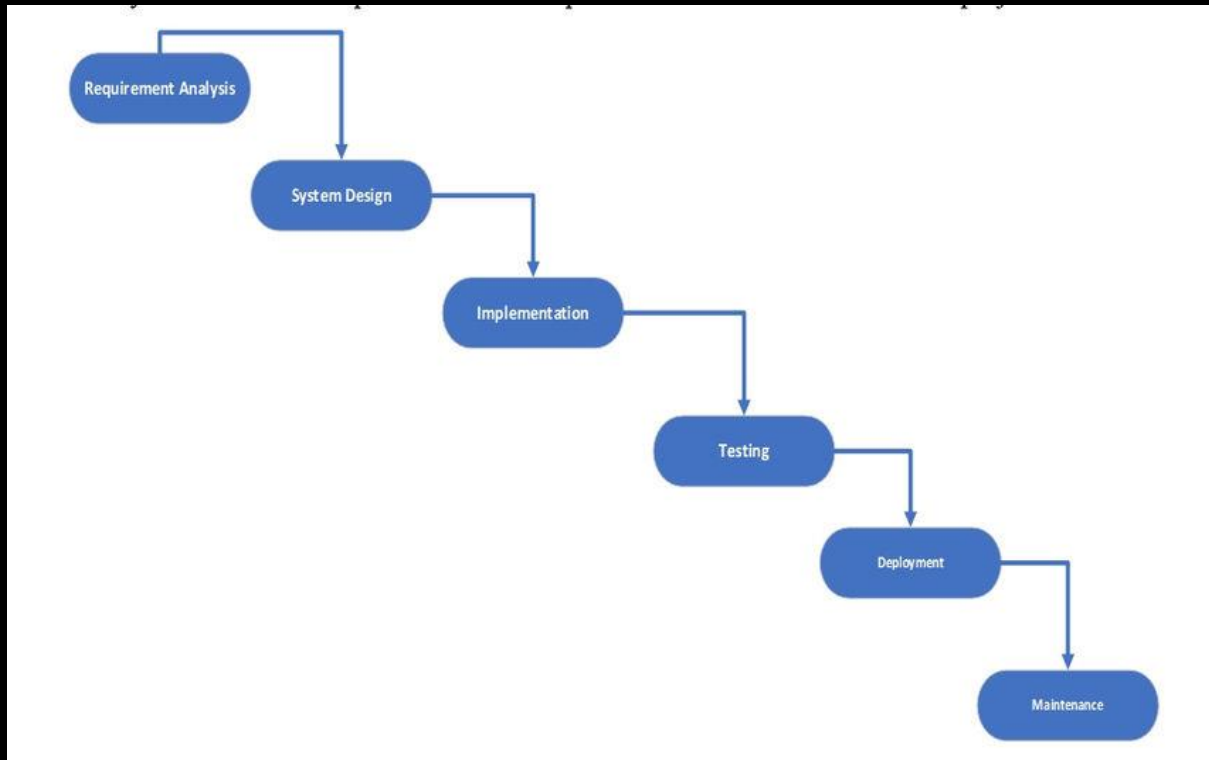 Requirement Analysis
System Design
Implementation
Testing
Deployment
Maintenance